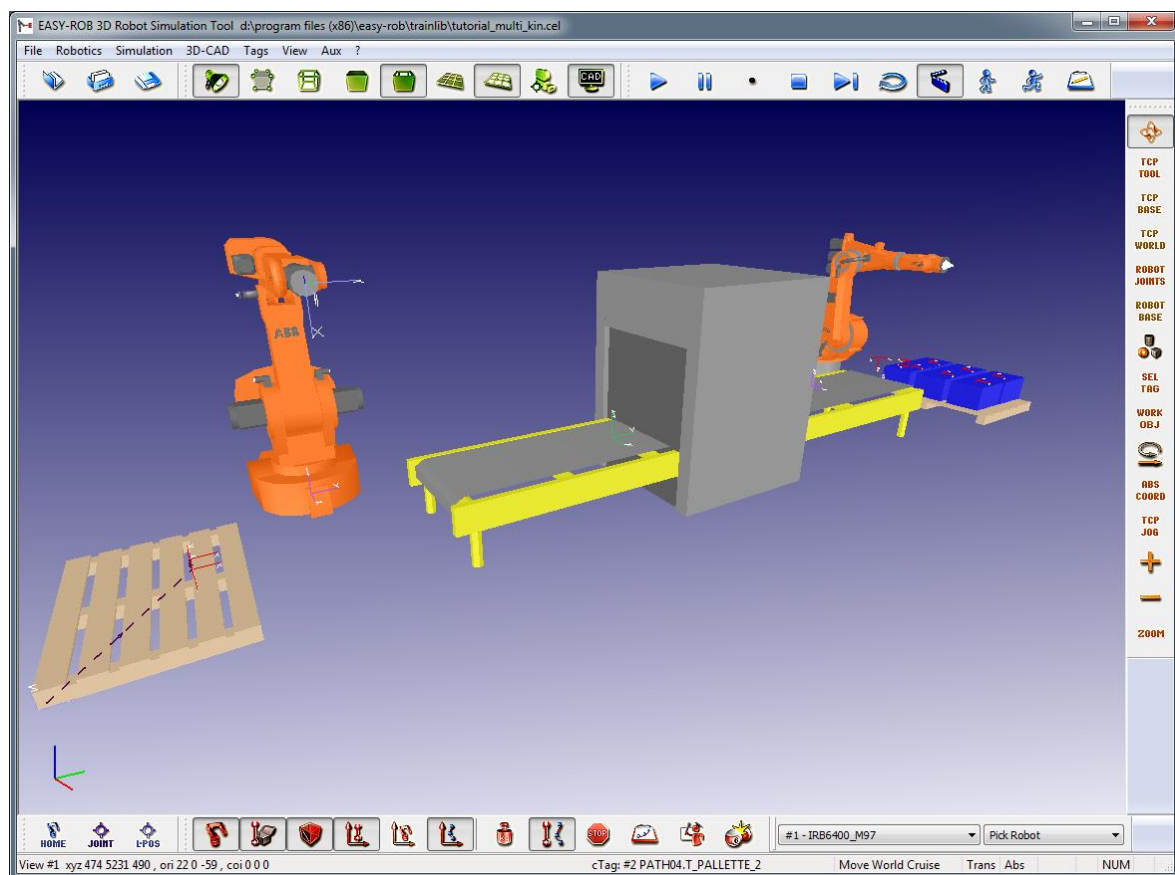 EASY-ROB 3D Robot Simulation Tool d:\program files (x86)\easy-rob\trainlib\tutorial_multi_kin.cel
File Robotics Simulation 3D-CAD Tags View Aux ?
CAD
TCP
TOOL
TCP
BASE
TCP
WORLD
ROBOT
JOINTS
ROBOT
BASE
SEL
TAG
WORK
OBJ
ABS
COORD
TCP
JOG
ZOOM
ABB
HOME JOINT L-POS
STOP
#1 - IRB6400_M97 Pick Robot
View #1 xyz 474 5231 490 , ori 22 0 -59 , coi 0 0 0 cTag: #2 PATH04.T_PALLETTE_2 Move World Cruise Trans Abs NUM